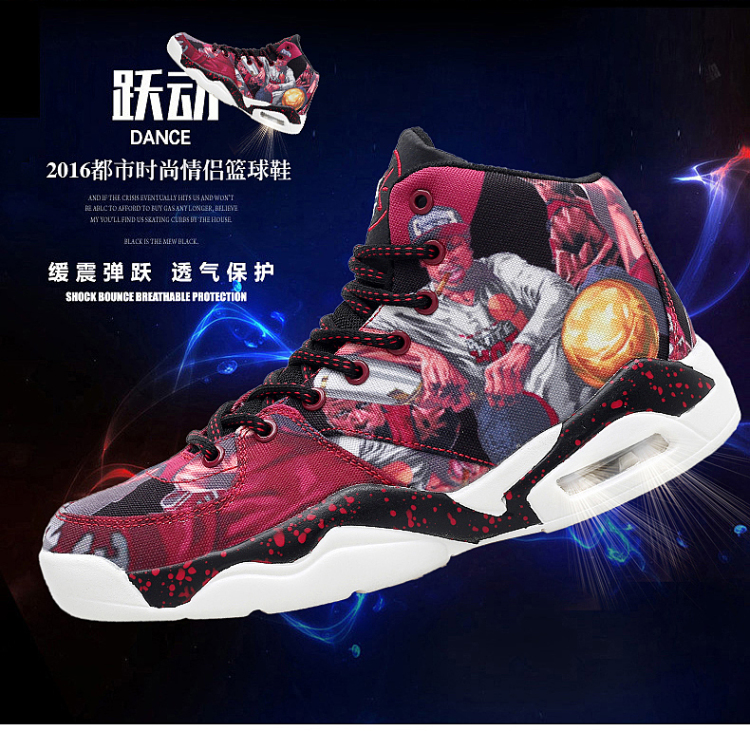 跃动
DANCE
2016都市时尚情侣篮球鞋
AND IF THE CRISIS EVENTUALLY HITS US AND WON'T
BE ABLC TO AFFORD TO BUY GAS ANY LONGER, BELIEVE
MY YOU'LL FIND US SKATING CURBS BY THE HOUSE.
BLACK IS THE MEW BLACK.
缓震弹跃 透气保护
SHOCK BOUNCE BREATHABLE PROTECTION